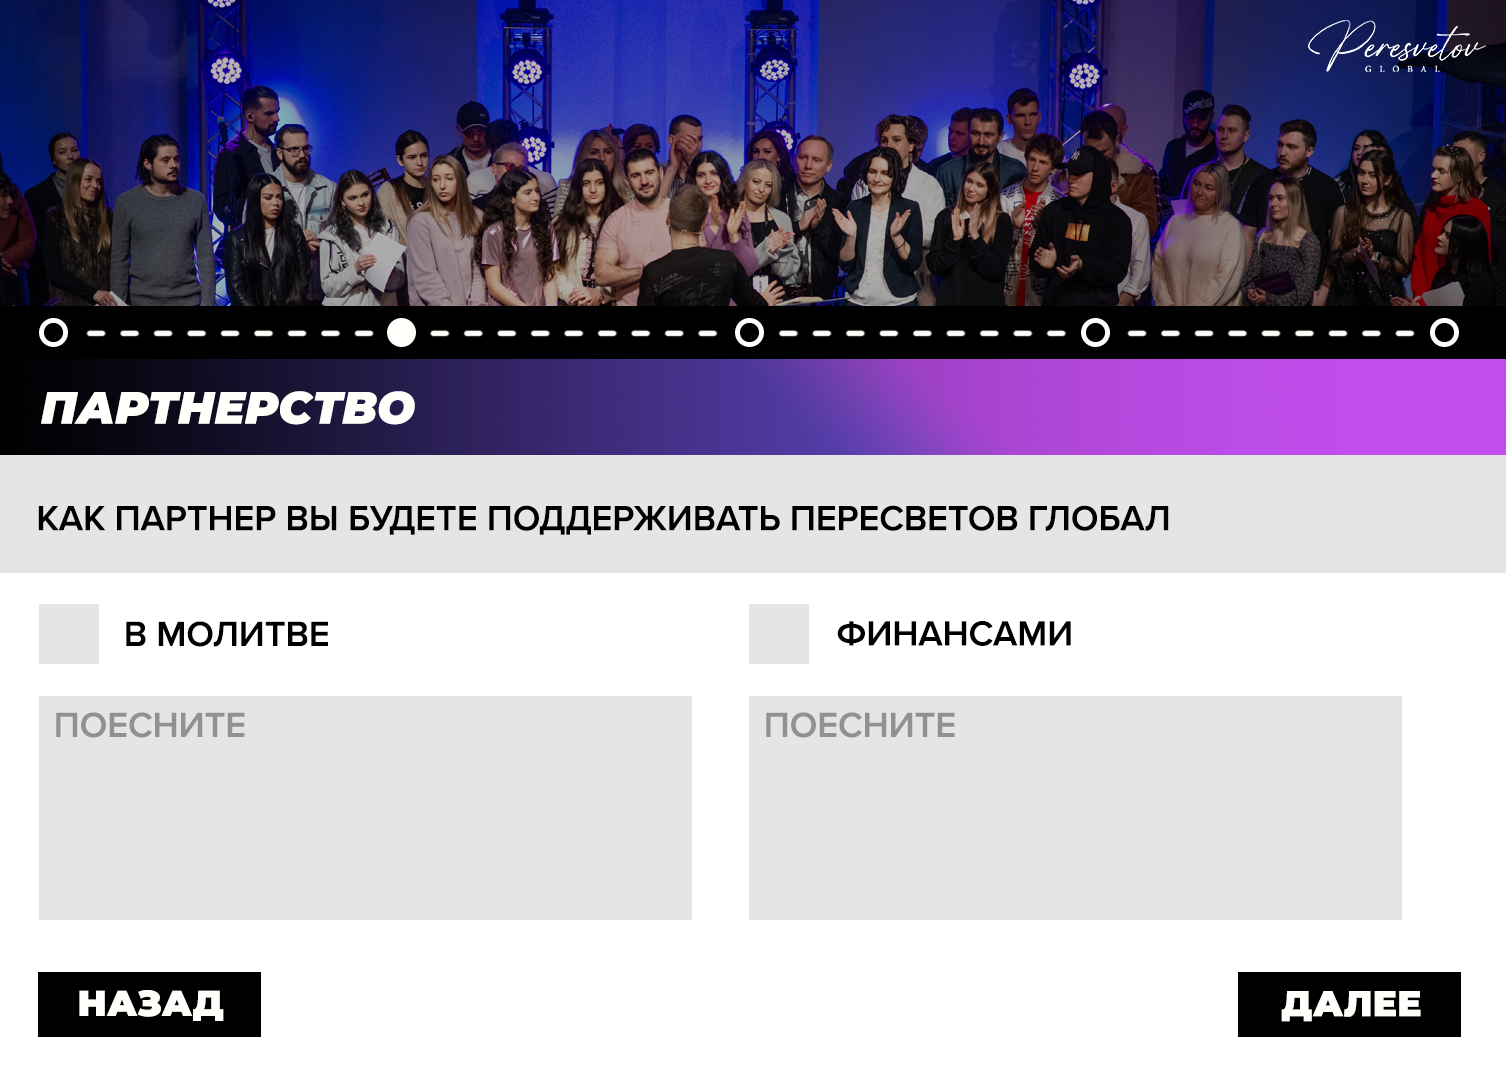 Peresvetov
GLOBAL
ПАРТНЕРСТВО
КАК ПАРТНЕР ВЫ БУДЕТЕ ПОДДЕРЖИВАТЬ ПЕРЕСВЕТОВ ГЛОБАЛ
В МОЛИТВЕ
ФИНАНСАМИ
ПОЕСНИТЕ
ПОЕСНИТЕ
НАЗАД
ДАЛЕЕ